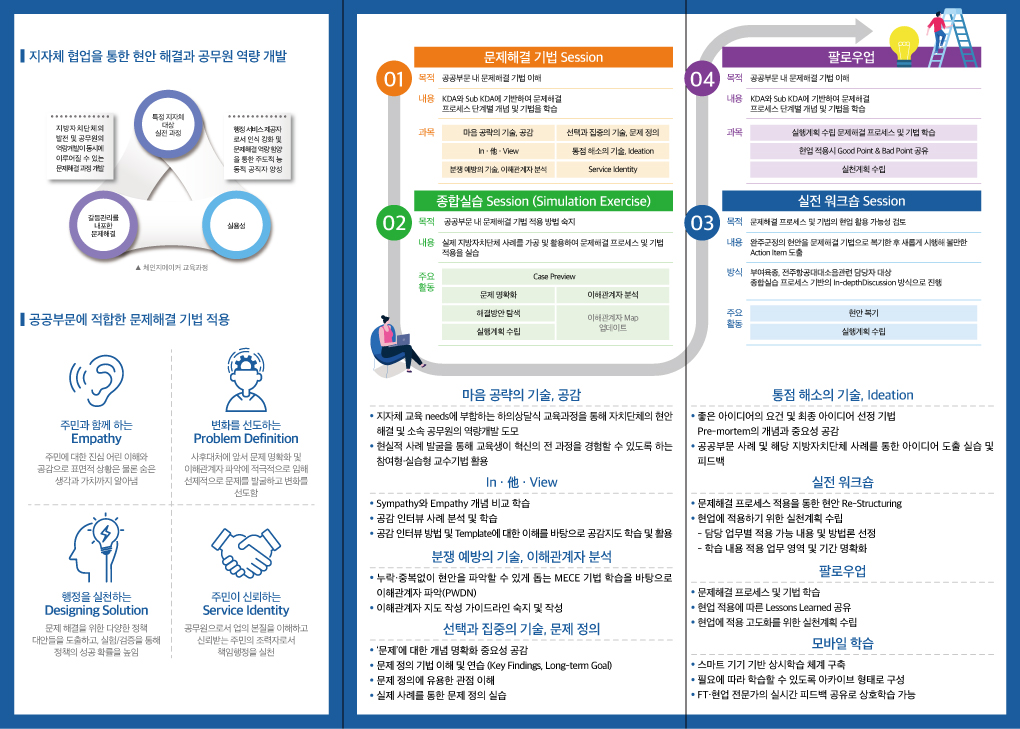 지자체 협업을 통한 현안 해결과 공무원 역량 개발
특정 지자체
대상
실전 과정
지방자치단체의
발전 및 공무원의
역량개발이 동시에
이루어질 수 있는
문제해결 과정 개발
행정 서비스 제공자
로서 인식 강화 및
문제해결 역량 함양
을 통한 주도적 능
동적 공직자 양성
갈등관리를
내포한
문제해결
실용성
▲ 체인지메이커 교육과정
공공부문에 적합한 문제해결 기법 적용
주민과 함께 하는
Empathy
주민에 대한 진심 어린 이해와
공감으로 표면적 상황은 물론 숨은
생각과 가치까지 알아냄
변화를 선도하는
Problem Definition
사후대처에 앞서 문제 명확화 및
이해관계자 파악에 적극적으로 임해
선제적으로 문제를 발굴하고 변화를
선도함
행정을 실천하는
Designing Solution
문제 해결을 위한 다양한 정책
대안들을 도출하고, 실험/검증을 통해
정책의 성공 확률을 높임
주민이 신뢰하는
Service Identity
공무원으로서 업의 본질을 이해하고
신뢰받는 주민의 조력자로서
책임행정을 실천
01
문제해결 기법 Session
목적 공공부문 내 문제해결 기법 이해
내용 KDA와 Sub KDA에 기반하여 문제해결
프로세스 단계별 개념 및 기법을 학습
과목 마음 공략의 기술, 공감 선택과 집중의 기술, 문제 정의
In · 他 · View 통점 해소의 기술, Ideation
분쟁 예방의 기술, 이해관계자 분석 Service Identity
02
종합실습 Session (Simulation Exercise)
목적 공공부문 내 문제해결 기법 적용 방법 숙지
내용 실제 지방자치단체 사례를 가공 및 활용하여 문제해결 프로세스 및 기법
적용을 실습
주요
활동
Case Preview
문제 명확화 이해관계자 분석
해결방안 탐색
이해관계자 Map
업데이트
실행계획 수립
04
팔로우업
목적 공공부문 내 문제해결 기법 이해
내용 KDA와 Sub KDA에 기반하여 문제해결
프로세스 단계별 개념 및 기법을 학습
과목 실행계획 수립 문제해결 프로세스 및 기법 학습
현업 적용시 Good Point & Bad Point 공유
실천계획 수립
03
실전 워크숍 Session
목적 문제해결 프로세스 및 기법의 현업 활용 가능성 검토
내용 완주군정의 현안을 문제해결 기법으로 복기한 후 새롭게 시행해 볼만한
Action Item 도출
방식 부여육종, 전주항공대대소음관련 담당자 대상
종합실습 프로세스 기반의 In-depthDiscussion 방식으로 진행
주요
활동
현안 복기
실행계획 수립
마음 공략의 기술, 공감
• 지자체 교육 needs에 부합하는 하의상달식 교육과정을 통해 자치단체의 현안
해결 및 소속 공무원의 역량개발 도모
• 현실적 사례 발굴을 통해 교육생이 혁신의 전 과정을 경험할 수 있도록 하는
참여형·실습형 교수기법 활용
In · 他 · View
• Sympathy와 Empathy 개념 비교 학습
• 공감 인터뷰 사례 분석 및 학습
• 공감 인터뷰 방법 및 Template에 대한 이해를 바탕으로 공감지도 학습 및 활용
분쟁 예방의 기술, 이해관계자 분석
• 누락·중복없이 현안을 파악할 수 있게 돕는 MECE 기법 학습을 바탕으로
이해관계자 파악(PWDN)
• 이해관계자 지도 작성 가이드라인 숙지 및 작성
선택과 집중의 기술, 문제 정의
• '문제'에 대한 개념 명확화 중요성 공감
• 문제 정의 기법 이해 및 연습 (Key Findings, Long-term Goal)
• 문제 정의에 유용한 관점 이해
• 실제 사례를 통한 문제 정의 실습
통점 해소의 기술, Ideation
• 좋은 아이디어의 요건 및 최종 아이디어 선정 기법
Pre-mortem의 개념과 중요성 공감
• 공공부문 사례 및 해당 지방자치단체 사례를 통한 아이디어 도출 실습 및
피드백
실전 워크숍
• 문제해결 프로세스 적용을 통한 현안 Re-Structuring
• 현업에 적용하기 위한 실천계획 수립
- 담당 업무별 적용 가능 내용 및 방법론 선정
- 학습 내용 적용 업무 영역 및 기간 명확화
팔로우업
• 문제해결 프로세스 및 기법 학습
• 현업 적용에 따른 Lessons Learned 공유
• 현업에 적용 고도화를 위한 실천계획 수립
모바일 학습
• 스마트 기기 기반 상시학습 체계 구축
• 필요에 따라 학습할 수 있도록 아카이브 형태로 구성
• FT·현업 전문가의 실시간 피드백 공유로 상호학습 가능